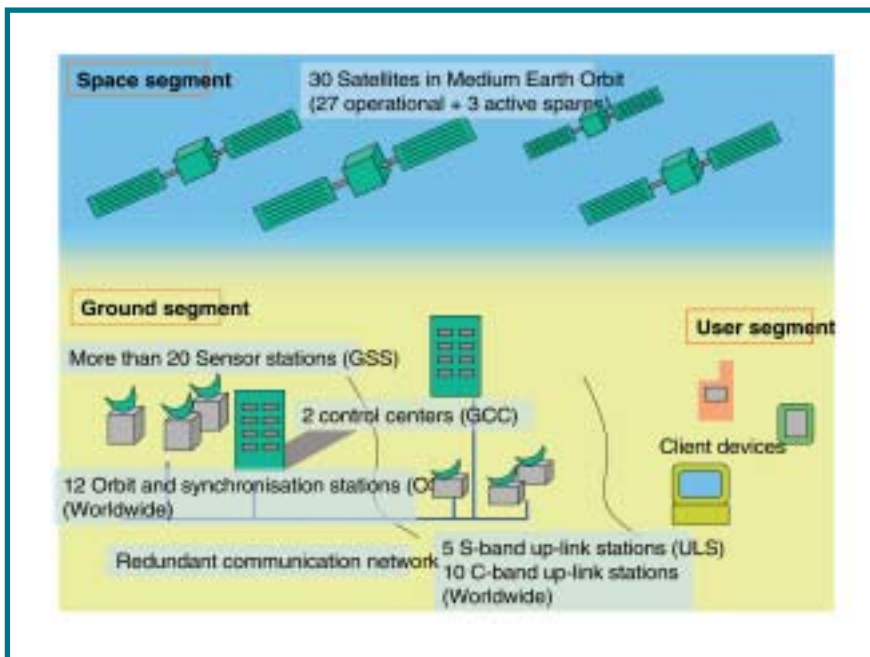 Space segment
30 Satellites in Medium Earth Orbit
(27 operational + 3 active spares)
Ground segment
User segment
More than 20 Sensor stations (GSS)
2 control centers (GCC)
Client devices
12 Orbit and synchronisation stations
(Worldwide)
Redundant communication network
5 S-band up-link stations (ULS)
10 C-band up-link stations
(Worldwide)